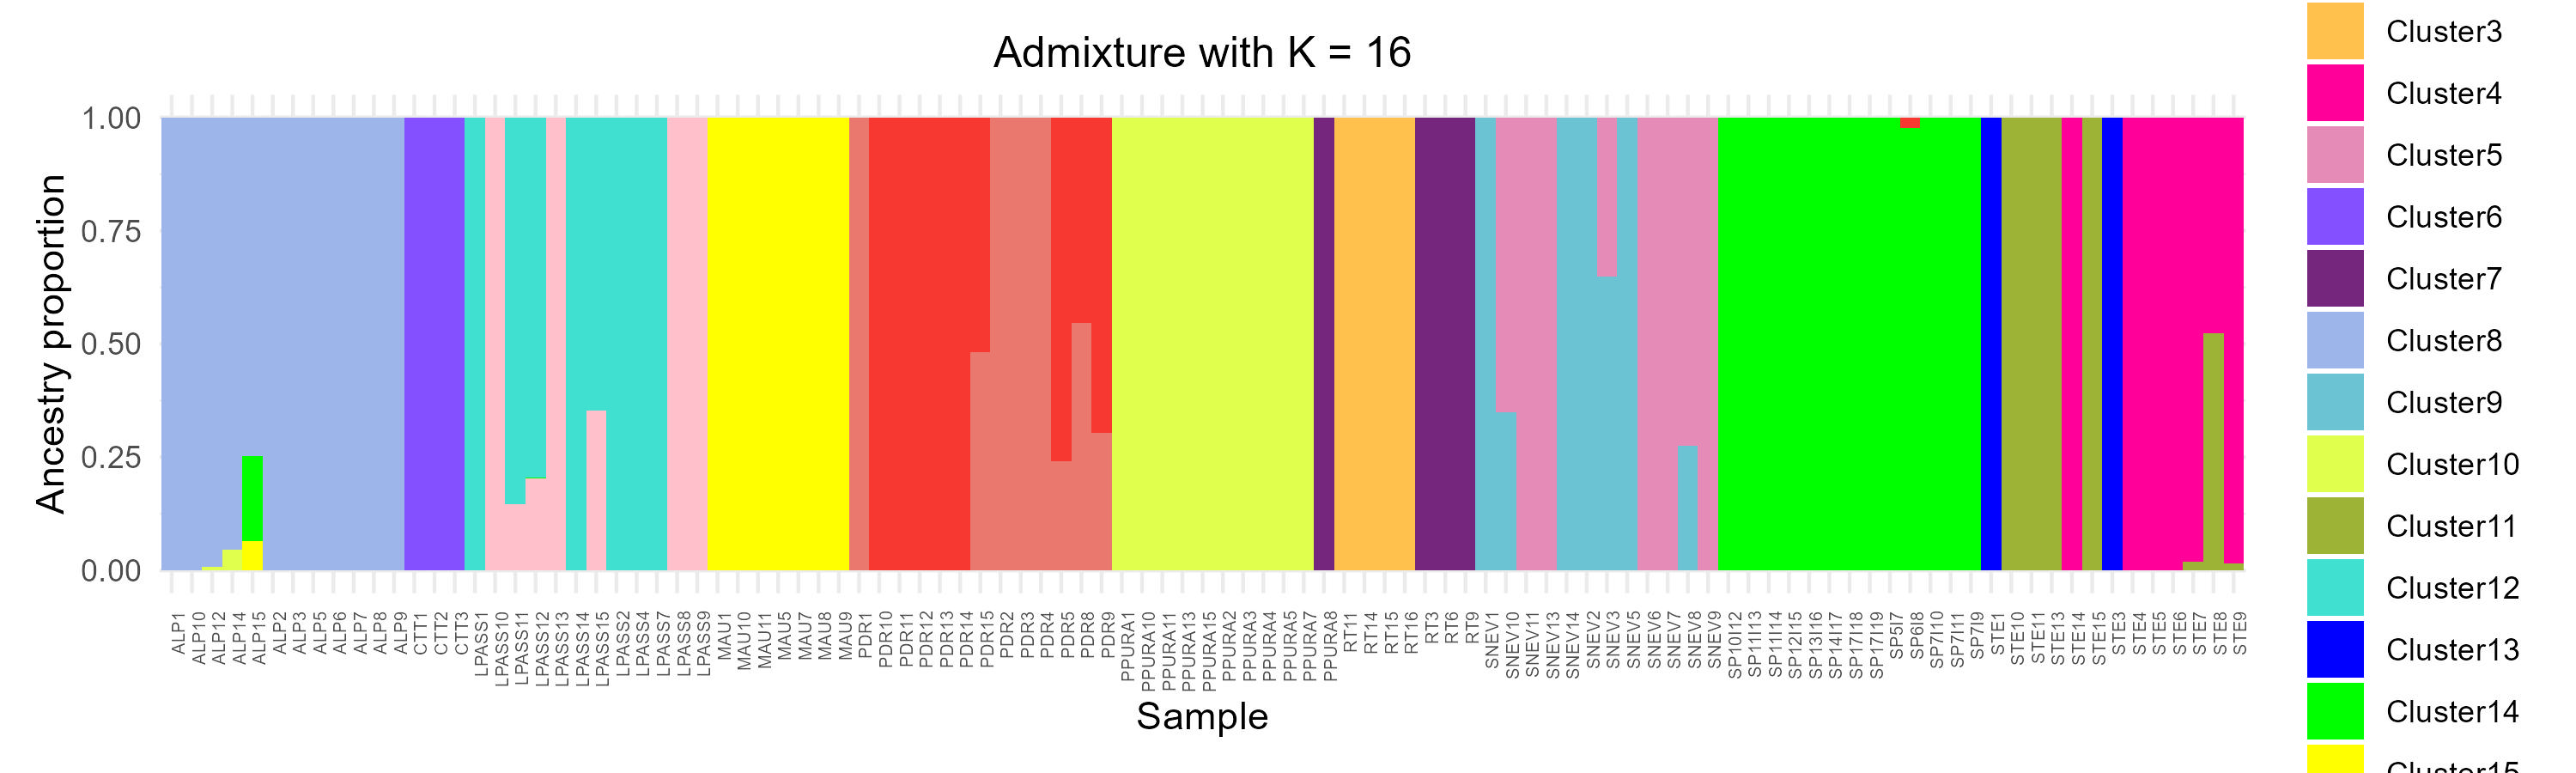 Admixture with K = 16
Ancestry proportion
1.00
0.75
0.50
0.25
0.00
ALP1
ALP10
ALP12
ALP14
ALP15
ALP2
ALP3
ALP5
ALP6
ALP7
ALP8
ALP9
CTT1
CTT2
CTT3
LPASS1
LPASS10
LPASS11
LPASS12
LPASS13
LPASS14
LPASS15
LPASS2
LPASS4
LPASS7
LPASS8
LPASS9
MAU1
MAU10
MAU11
MAU5
MAU7
MAU8
MAU9
PDR1
PDR10
PDR11
PDR12
PDR13
PDR14
PDR15
PDR2
PDR3
PDR4
PDR5
PDR8
PDR9
PPURA1
PPURA10
PPURA11
PPURA13
PPURA15
PPURA2
PPURA3
PPURA4
PPURA5
PPURA7
PPURA8
RT11
RT14
RT15
RT16
RT3
RT6
RT9
SNEV1
SNEV10
SNEV11
SNEV13
SNEV14
SNEV2
SNEV3
SNEV5
SNEV6
SNEV7
SNEV8
SNEV9
SP10I12
SP11I13
SP11I14
SP12I15
SP13I16
SP14I17
SP17I18
SP17I19
SP5I7
SP6I8
SP7I10
SP7I11
SP7I9
STE1
STE10
STE11
STE13
STE14
STE15
STE3
STE4
STE5
STE6
STE7
STE8
STE9
Sample
Cluster3
Cluster4
Cluster5
Cluster6
Cluster7
Cluster8
Cluster9
Cluster10
Cluster11
Cluster12
Cluster13
Cluster14
Cluster15